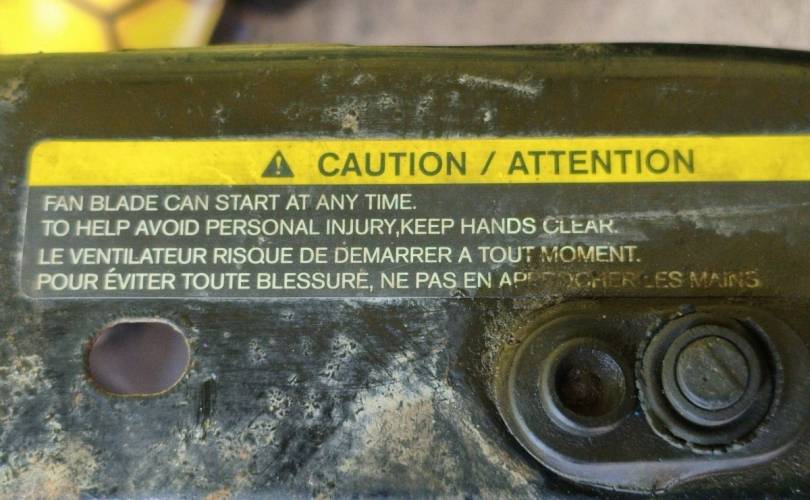 CAUTION / ATTENTION
FAN BLADE CAN START AT ANY TIME.
TO HELP AVOID PERSONAL INJURY,KEEP HANDS CLEAR.
LE VENTILATEUR RISQUE DE DEMARRER A TOUT MOMENT.
POUR ÉVITER TOUTE BLESSURE, NE PAS EN APPROCHER LES MAINS